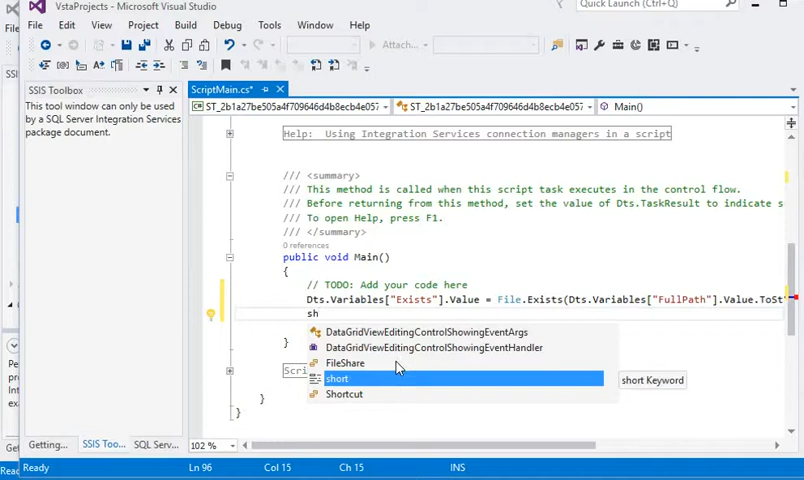 VstaProjects - Microsoft Visual Studio
Quick Launch (Ctrl+Q)
File Edit View Project Build Debug Tools Window Help
Attach...
SSIS Toolbox
This tool window can only be used
by a SQL Server Integration Services
package document.
ScriptMain.cs*
ST_2b1a27be505a4f709646d4b8ecb4e057 ST_2b1a27be505a4f709646d4b8ecb4e057 Main()
Help: Using Integration Services connection managers in a script
/// <summary>
/// This method is called when this script task executes in the control flow.
/// Before returning from this method, set the value of Dts.TaskResult to indicate s
/// To open Help, press F1.
/// </summary>
0 references
public void Main()
{
// TODO: Add your code here
Dts.Variables["Exists"].Value = File.Exists(Dts.Variables["FullPath"].Value.ToSt
sh
DataGridViewEditingControlShowingEventArgs
DataGridViewEditingControlShowingEventHandler
FileShare
short
short Keyword
Shortcut
}
Scri
}
}
102 %
Getting... SSIS Too... SQL Serv...
Ready Ln 96 Col 15 Ch 15 INS